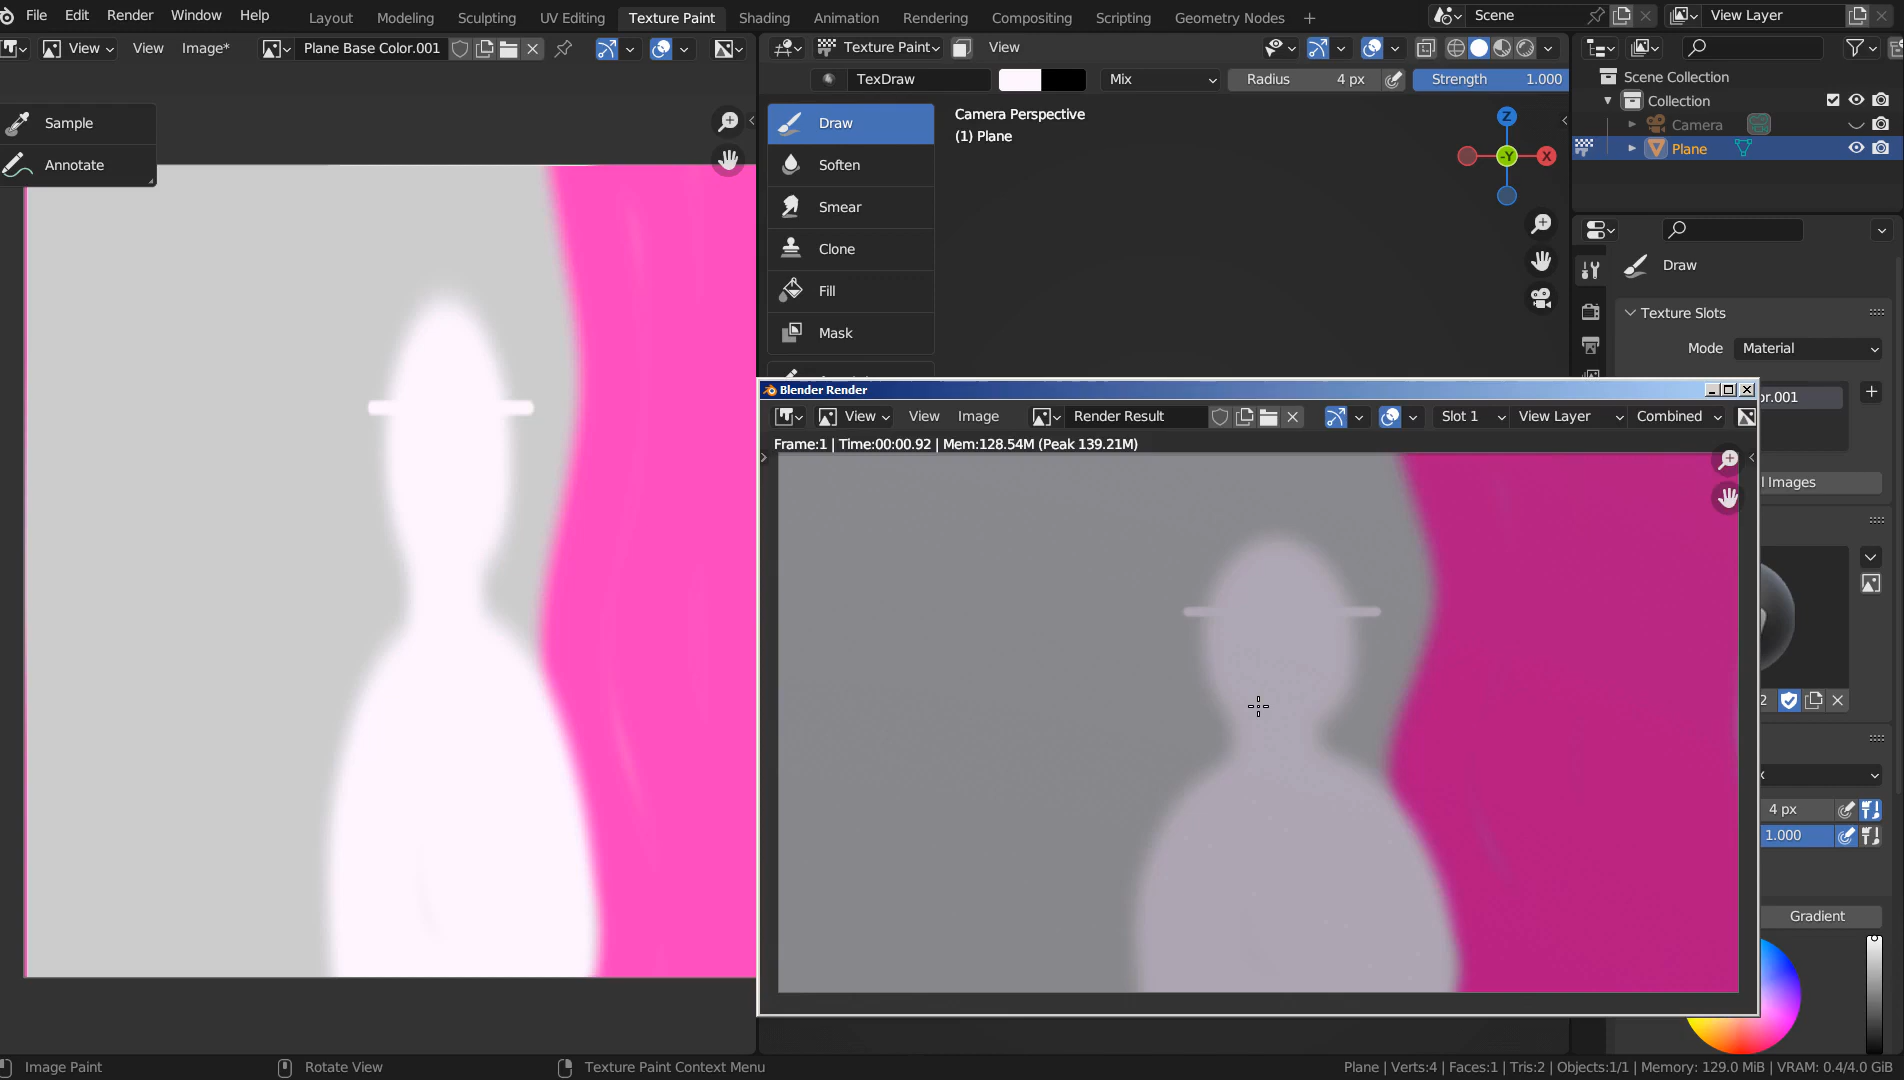 File Edit Render Window Help Layout Modeling Sculpting UV Editing Texture Paint Shading Animation Rendering Compositing Scripting Geometry Nodes + Scene View Layer
View View Image* Plane Base Color.001 Texture Paint View
TexDraw Mix Radius 4 px Strength 1.000
Scene Collection
Collection
Camera
Plane
Sample
Annotate
Draw
Soften
Smear
Clone
Fill
Mask
Camera Perspective
(1) Plane
Z
-Y
X
Draw
Texture Slots
Mode Material
or.001
l Images
Blender Render
View View Image Render Result Slot 1 View Layer Combined
Frame:1 | Time:00:00.92 | Mem:128.54M (Peak 139.21M)
2
4 px
1.000
Gradient
Image Paint Rotate View Texture Paint Context Menu Plane | Verts:4 | Faces:1 | Tris:2 | Objects:1/1 | Memory: 129.0 MiB | VRAM: 0.4/4.0 GiB